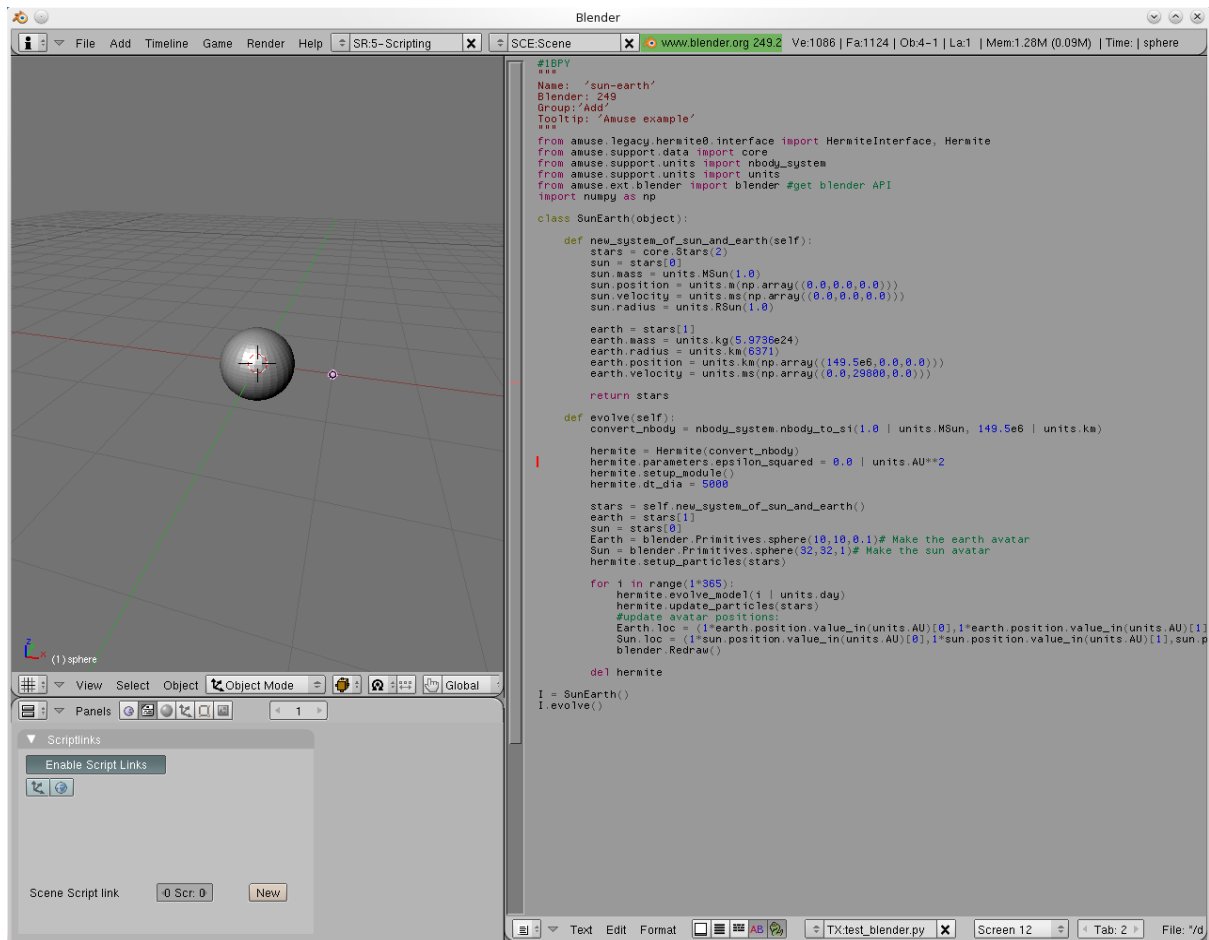 Blender
File Add Timeline Game Render Help SR:5-Scripting SCE:Scene www.blender.org 249.2 Ve:1086 | Fa:1124 | Ob:4-1 | La:1 | Mem:1.28M (0.09M) | Time: | sphere
#!BPY
"""
Name: 'sun-earth'
Blender: 249
Group:'Add'
Tooltip: 'Amuse example'
"""
from amuse.legacy.hermite0.interface import HermiteInterface, Hermite
from amuse.support.data import core
from amuse.support.units import nbody_system
from amuse.support.units import units
from amuse.ext.blender import blender #get blender API
import numpy as np
class SunEarth(object):
def new_system_of_sun_and_earth(self):
stars = core.Stars(2)
sun = stars[0]
sun.mass = units.MSun(1.0)
sun.position = units.m(np.array((0.0,0.0,0.0)))
sun.velocity = units.ms(np.array((0.0,0.0,0.0)))
sun.radius = units.RSun(1.0)
earth = stars[1]
earth.mass = units.kg(5.9736e24)
earth.radius = units.km(6371)
earth.position = units.km(np.array((149.5e6,0.0,0.0)))
earth.velocity = units.ms(np.array((0.0,29800,0.0)))
return stars
def evolve(self):
convert_nbody = nbody_system.nbody_to_si(1.0 | units.MSun, 149.5e6 | units.km)
hermite = Hermite(convert_nbody)
hermite.parameters.epsilon_squared = 0.0 | units.AU**2
hermite.setup_module()
hermite.dt_dia = 5000
stars = self.new_system_of_sun_and_earth()
earth = stars[1]
sun = stars[0]
Earth = blender.Primitives.sphere(10,10,0.1)# Make the earth avatar
Sun = blender.Primitives.sphere(32,32,1)# Make the sun avatar
hermite.setup_particles(stars)
for i in range(1*365):
hermite.evolve_model(i | units.day)
hermite.update_particles(stars)
#update avatar positions:
Earth.loc = (1*earth.position.value_in(units.AU)[0],1*earth.position.value_in(units.AU)[1]
Sun.loc = (1*sun.position.value_in(units.AU)[0],1*sun.position.value_in(units.AU)[1],sun.p
blender.Redraw()
del hermite
I = SunEarth()
I.evolve()
z
x
(1) sphere
View Select Object Object Mode Global
Panels 1
Scriptlinks
Enable Script Links
Scene Script link 0 Scr: 0 New
Text Edit Format AB TX:test_blender.py Screen 12 Tab: 2 File: "/d